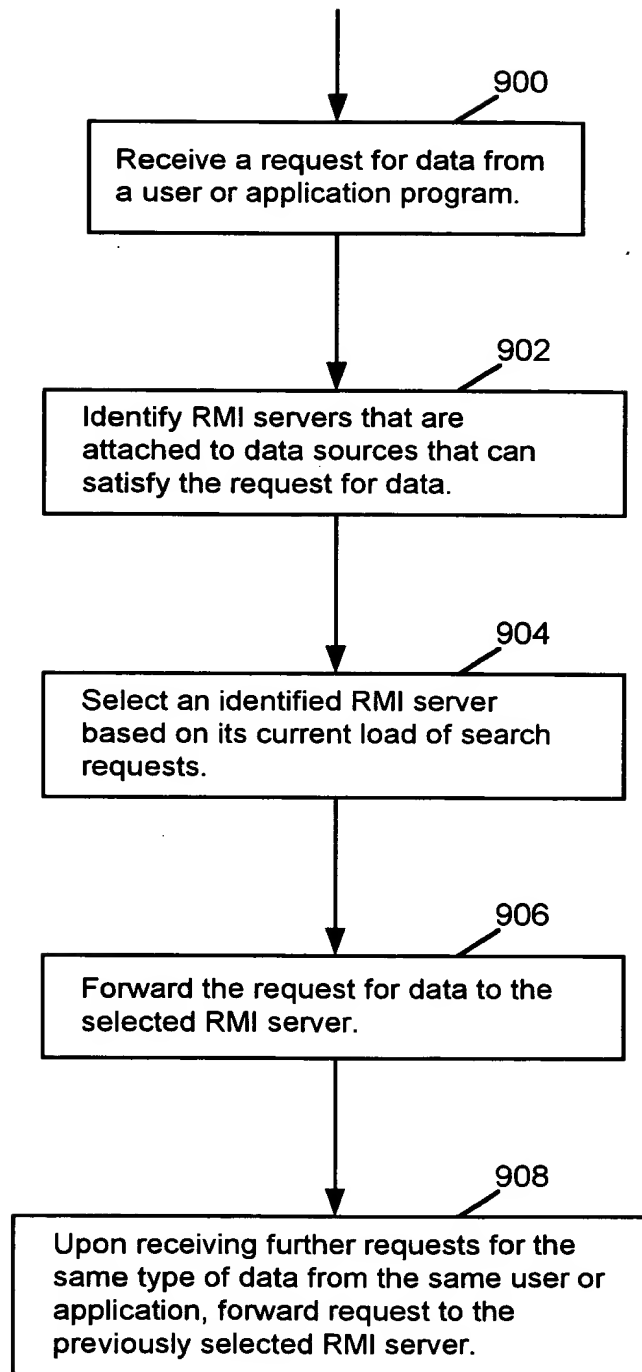 900
Receive a request for data from
a user or application program.
902
Identify RMI servers that are
attached to data sources that can
satisfy the request for data.
904
Select an identified RMI server
based on its current load of search
requests.
906
Forward the request for data to the
selected RMI server.
908
Upon receiving further requests for the
same type of data from the same user or
application, forward request to the
previously selected RMI server.